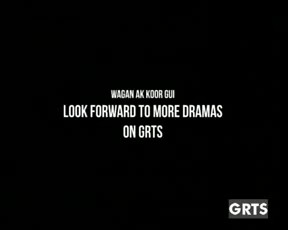 WAGAN AK KOOR GUI
LOOK FORWARD TO MORE DRAMAS
ON GRTS
GRTS